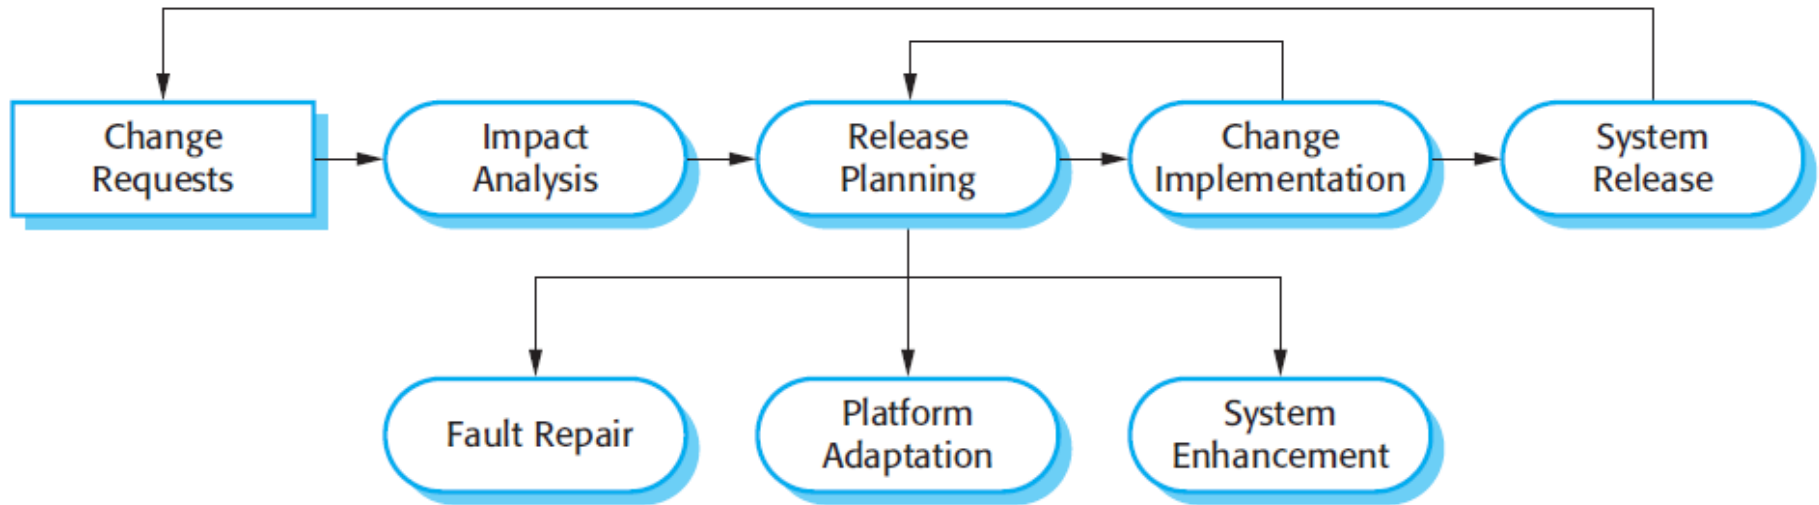 Change
Requests
Impact
Analysis
Release
Planning
Change
Implementation
System
Release
Fault Repair
Platform
Adaptation
System
Enhancement